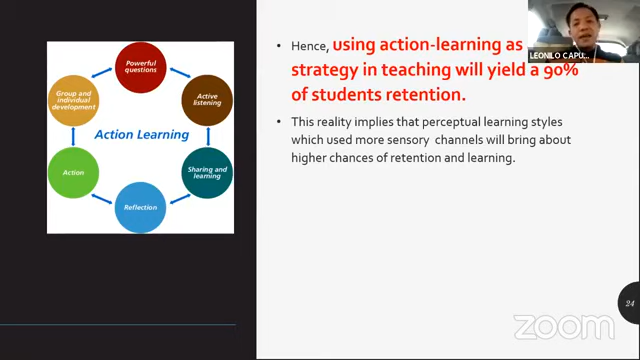 Powerful
questions
Group and
individual
development
Active
listening
Action Learning
Action
Sharing and
learning
Reflection
Hence, using action-learning as
strategy in teaching will yield a 90%
of students retention.
This reality implies that perceptual learning styles
which used more sensory channels will bring about
higher chances of retention and learning.
LEONILO CAPU...
24
zoom